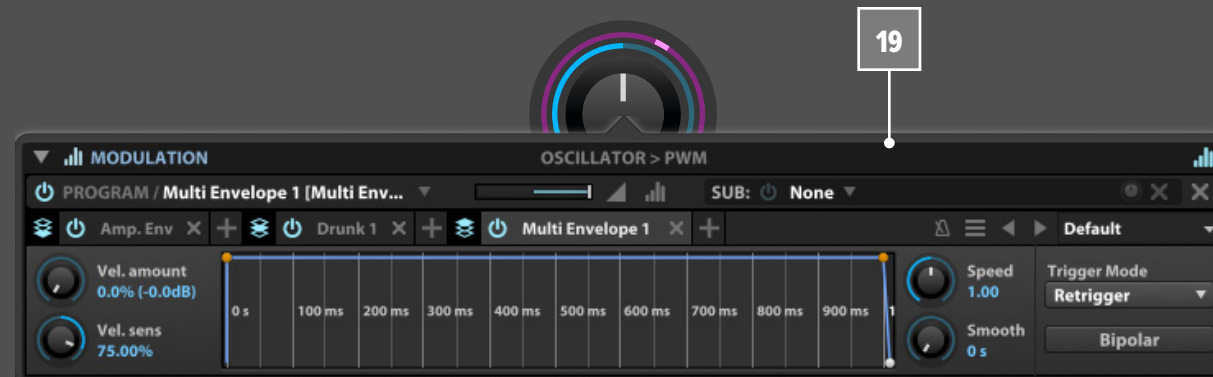 19
MODULATION OSCILLATOR > PWM
PROGRAM / Multi Envelope 1 [Multi Env... SUB: None
Amp. Env Drunk 1 Multi Envelope 1 Default
Vel. amount
0.0% (-0.0dB)
Vel. sens
75.00%
0 s 100 ms 200 ms 300 ms 400 ms 500 ms 600 ms 700 ms 800 ms 900 ms 1
Speed
1.00
Smooth
0 s
Trigger Mode
Retrigger
Bipolar